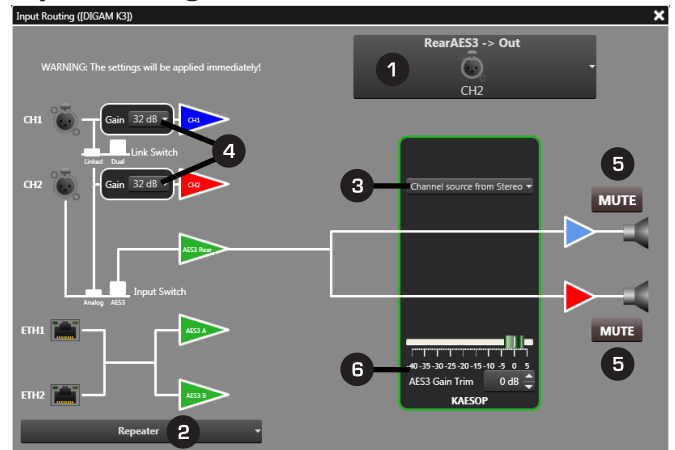 Input Routing ([DIGAM K3])
RearAES3 -> Out
1
CH2
WARNING: The settings will be applied immediately!
CH1
Gain 32 dB
CH1
4
Link Switch
Linked Dual
CH2
Gain 32 dB
CH2
3
Channel source from Stereo
5
MUTE
AES3 Rear
Input Switch
Analog AES3
ETH1
AES3 A
MUTE
5
-40 -35 -30 -25 -20 -15 -10 -5 0 5
6
AES3 Gain Trim 0 dB
KAESOP
ETH2
AES3 B
Repeater
2